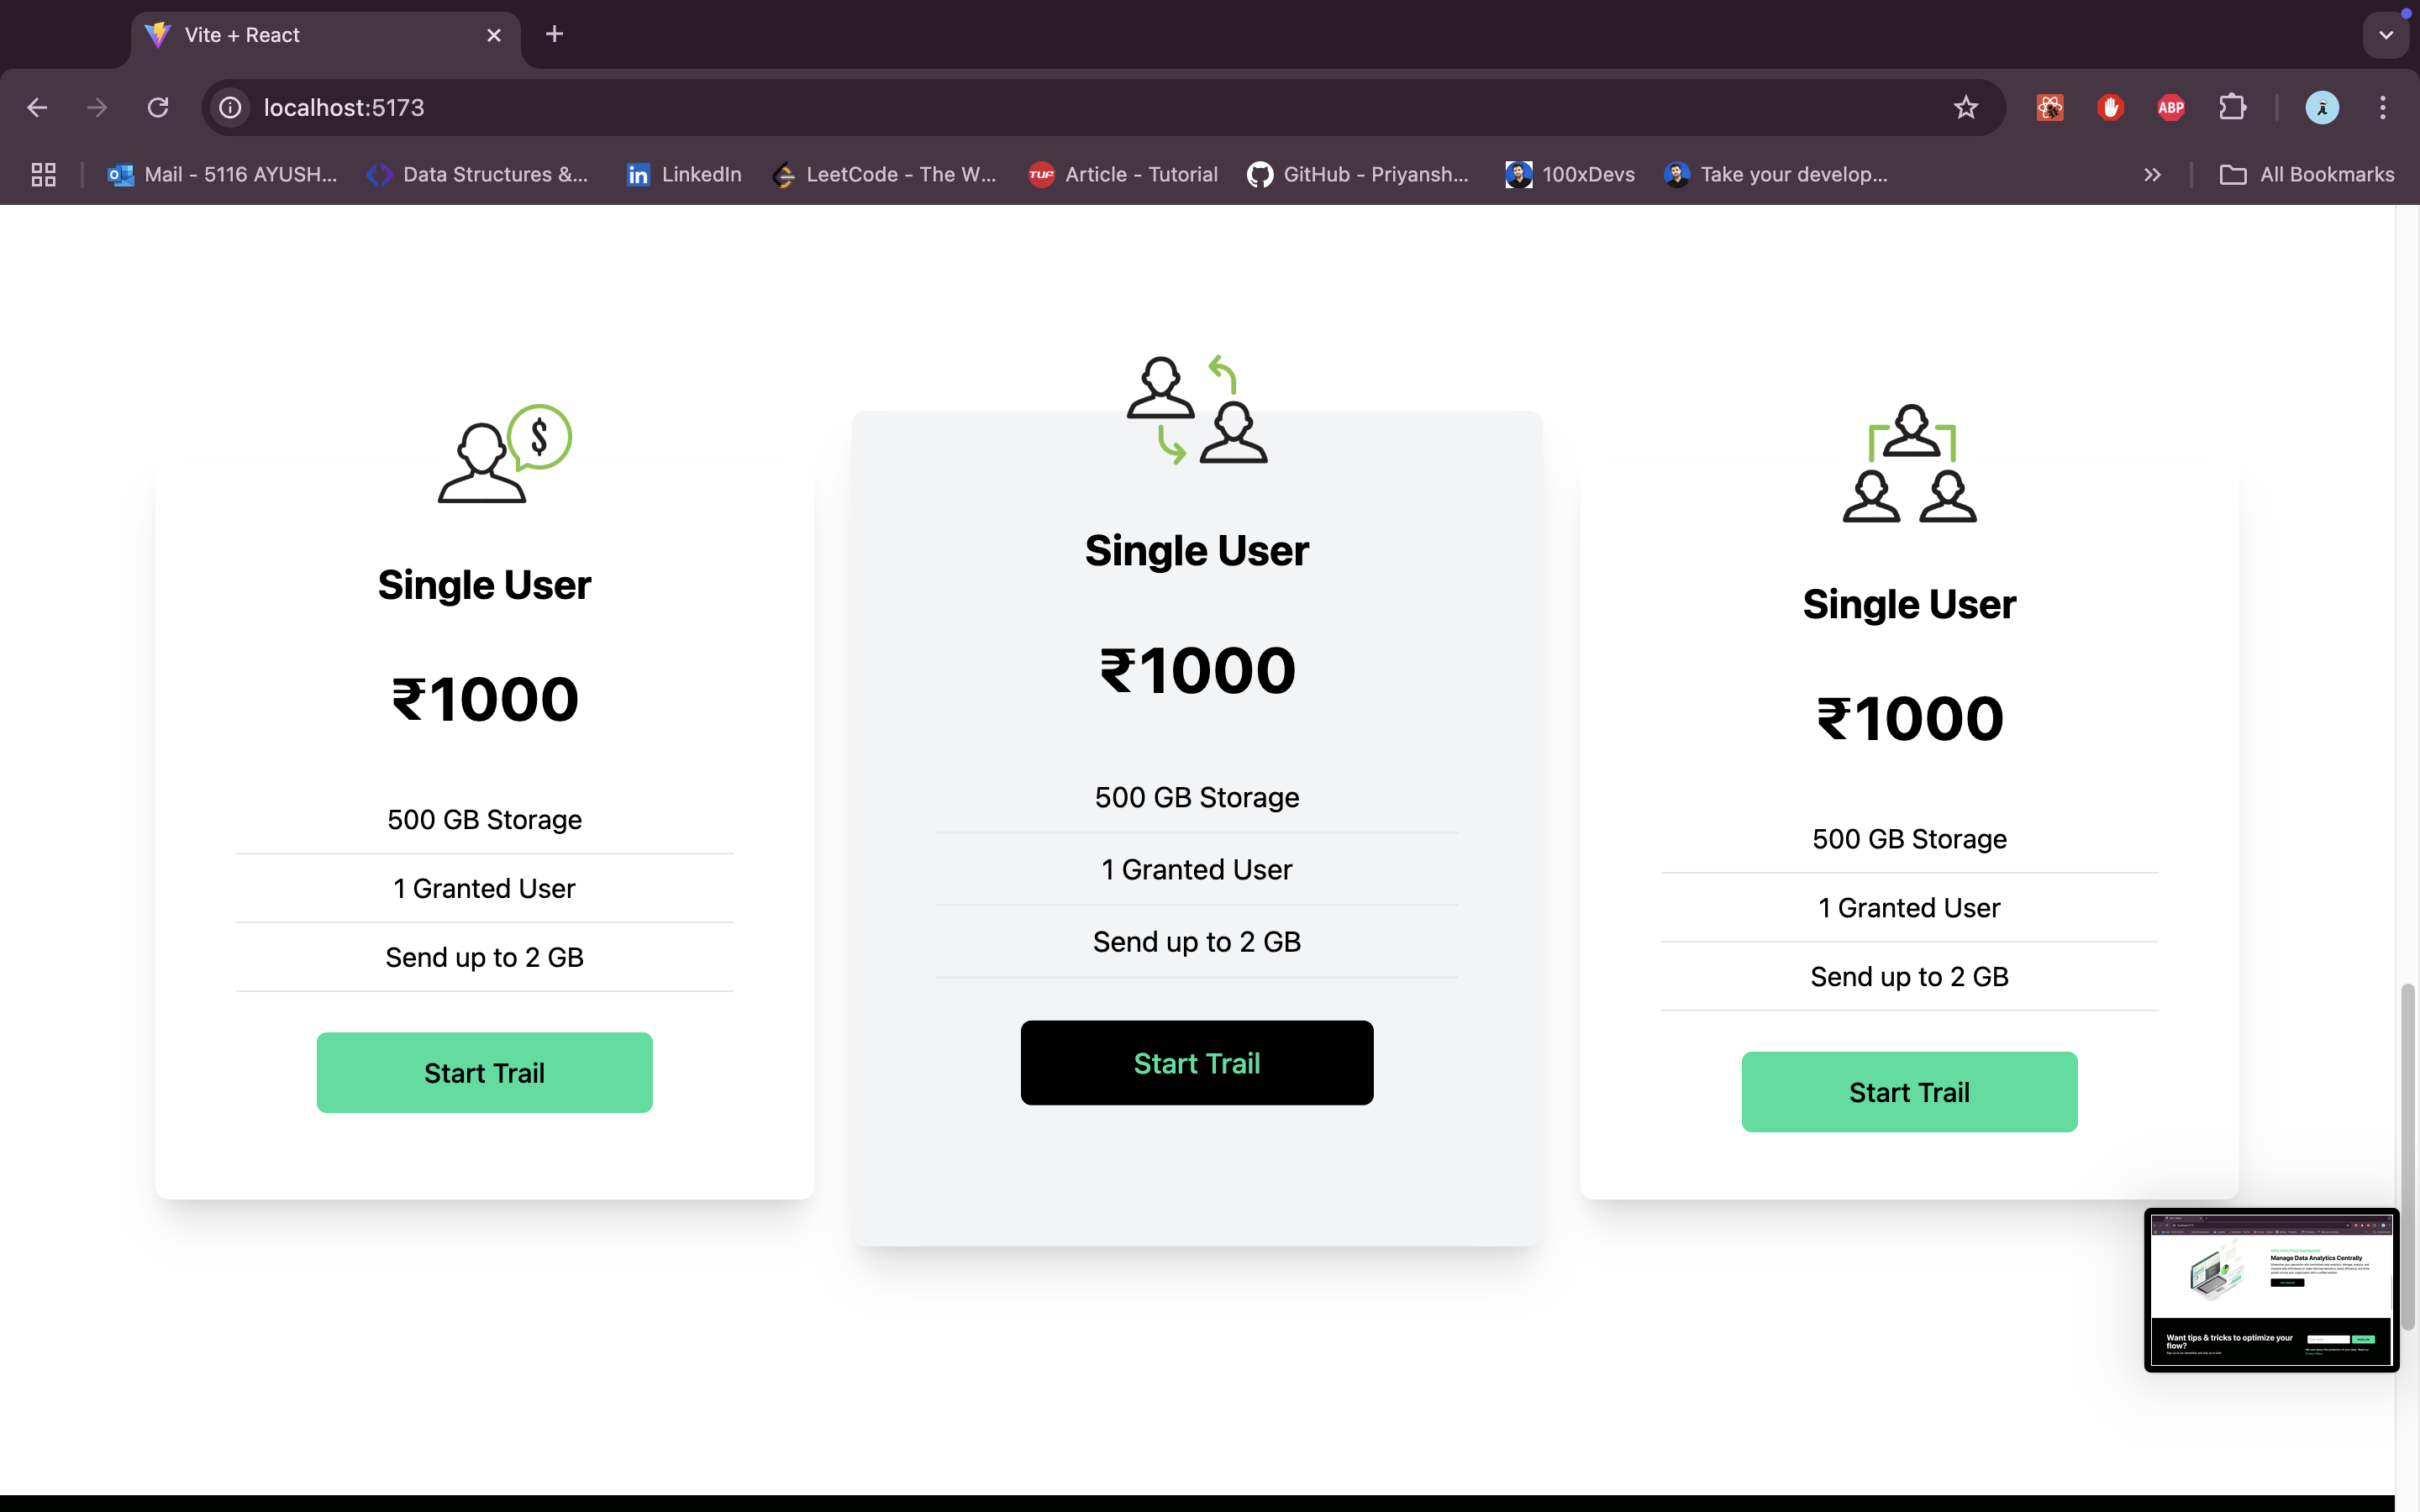 Vite + React
localhost:5173
ABP
Mail - 5116 AYUSH...
Data Structures &...
in LinkedIn
LeetCode - The W...
TUF Article - Tutorial
GitHub - Priyansh...
100xDevs
Take your develop...
All Bookmarks
$
Single User
₹1000
500 GB Storage
1 Granted User
Send up to 2 GB
Start Trail
Single User
₹1000
500 GB Storage
1 Granted User
Send up to 2 GB
Start Trail
Single User
₹1000
500 GB Storage
1 Granted User
Send up to 2 GB
Start Trail
Manage Data Analytics Centrally
Want tips & tricks to optimize your
flow?